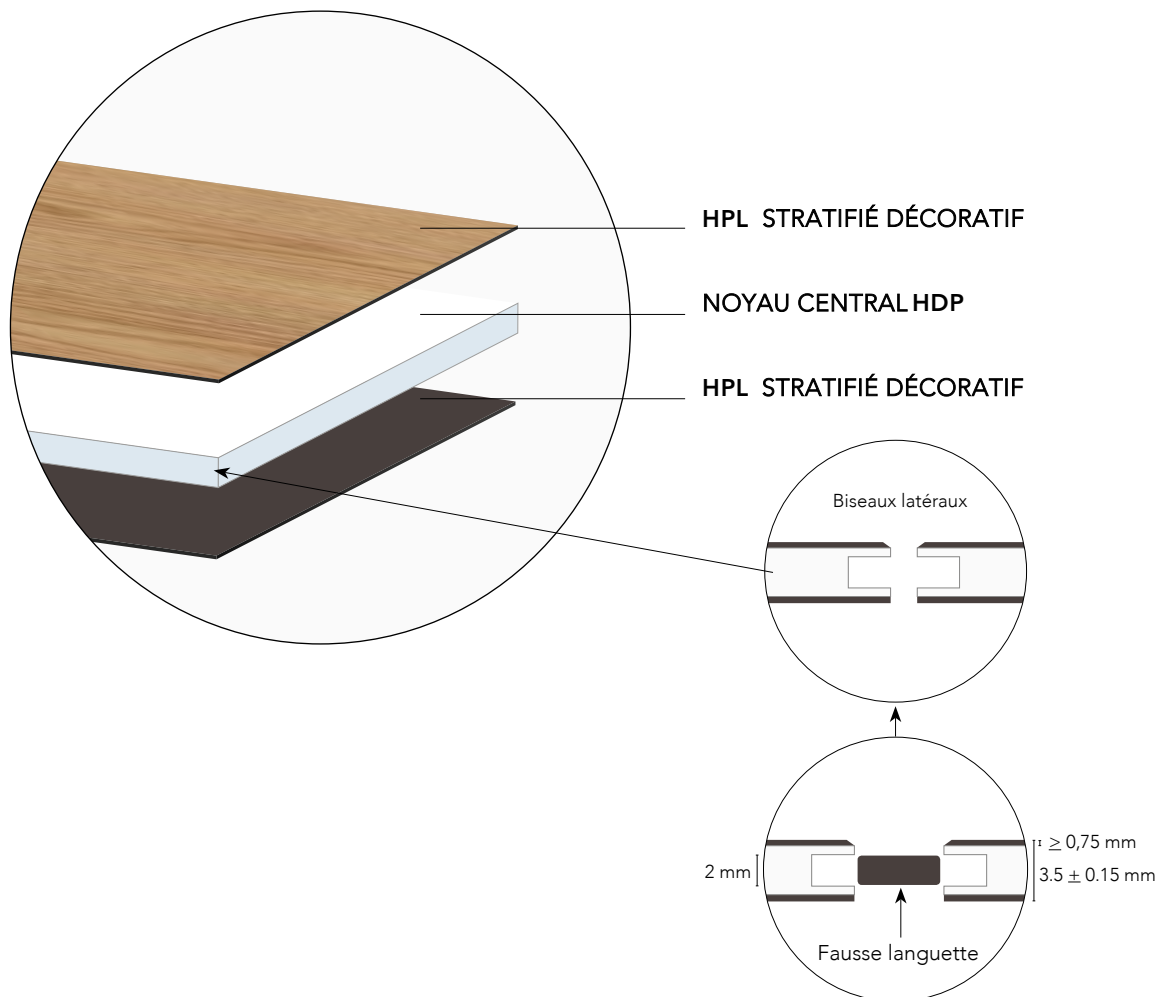 HPL STRATIFIÉ DÉCORATIF
NOYAU CENTRAL HDP
HPL STRATIFIÉ DÉCORATIF
Biseaux latéraux
≥ 0,75 mm
2 mm
3.5 ± 0.15 mm
Fausse languette